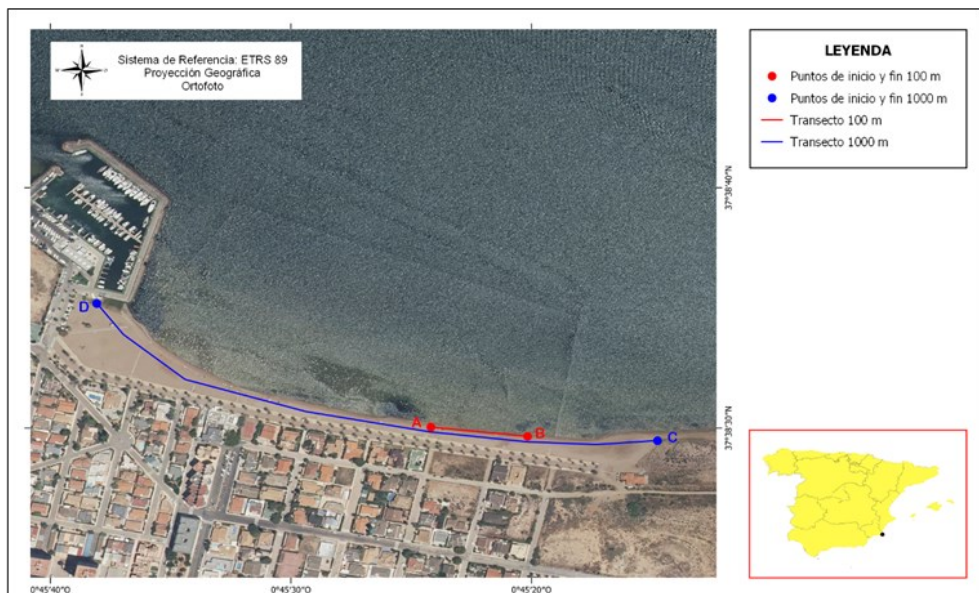 Sistema de Referencia: ETRS 89
Proyección Geográfica
Ortofoto
LEYENDA
Puntos de inicio y fin 100 m
Puntos de inicio y fin 1000 m
Transecto 100 m
Transecto 1000 m
37°38'40"N
D
A
B
C
37°38'30"N
0°45'40"O
0°45'30"O
0°45'20"O